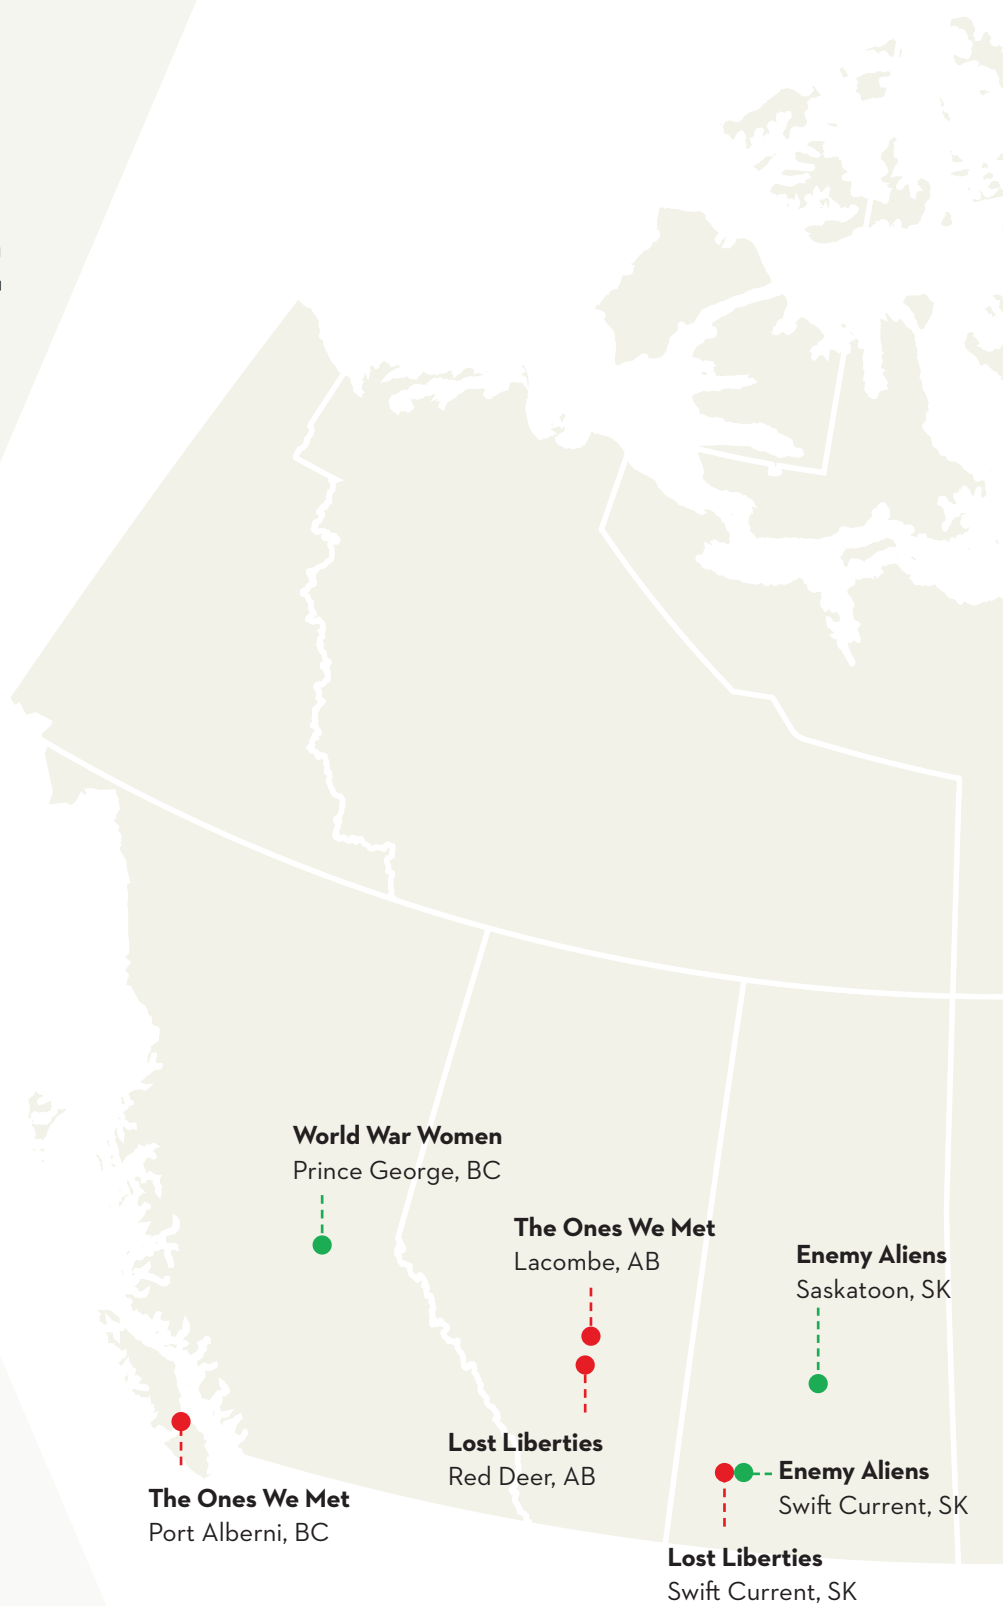 World War Women
Prince George, BC
The Ones We Met
Lacombe, AB
Enemy Aliens
Saskatoon, SK
Lost Liberties
Red Deer, AB
Enemy Aliens
Swift Current, SK
The Ones We Met
Port Alberni, BC
Lost Liberties
Swift Current, SK